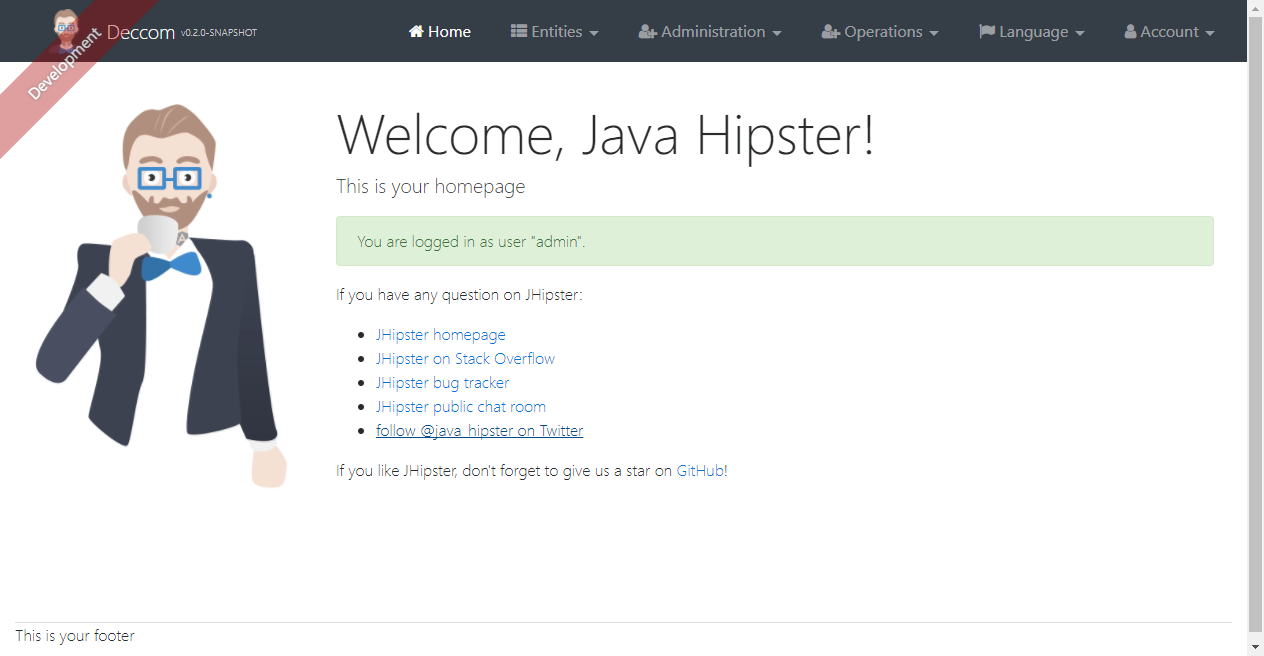 Development
Deccom v0.2.0-SNAPSHOT
Home Entities Administration Operations Language Account
Welcome, Java Hipster!
This is your homepage
You are logged in as user "admin".
If you have any question on JHipster:
JHipster homepage
JHipster on Stack Overflow
JHipster bug tracker
JHipster public chat room
follow @java_hipster on Twitter
If you like JHipster, don't forget to give us a star on GitHub!
This is your footer